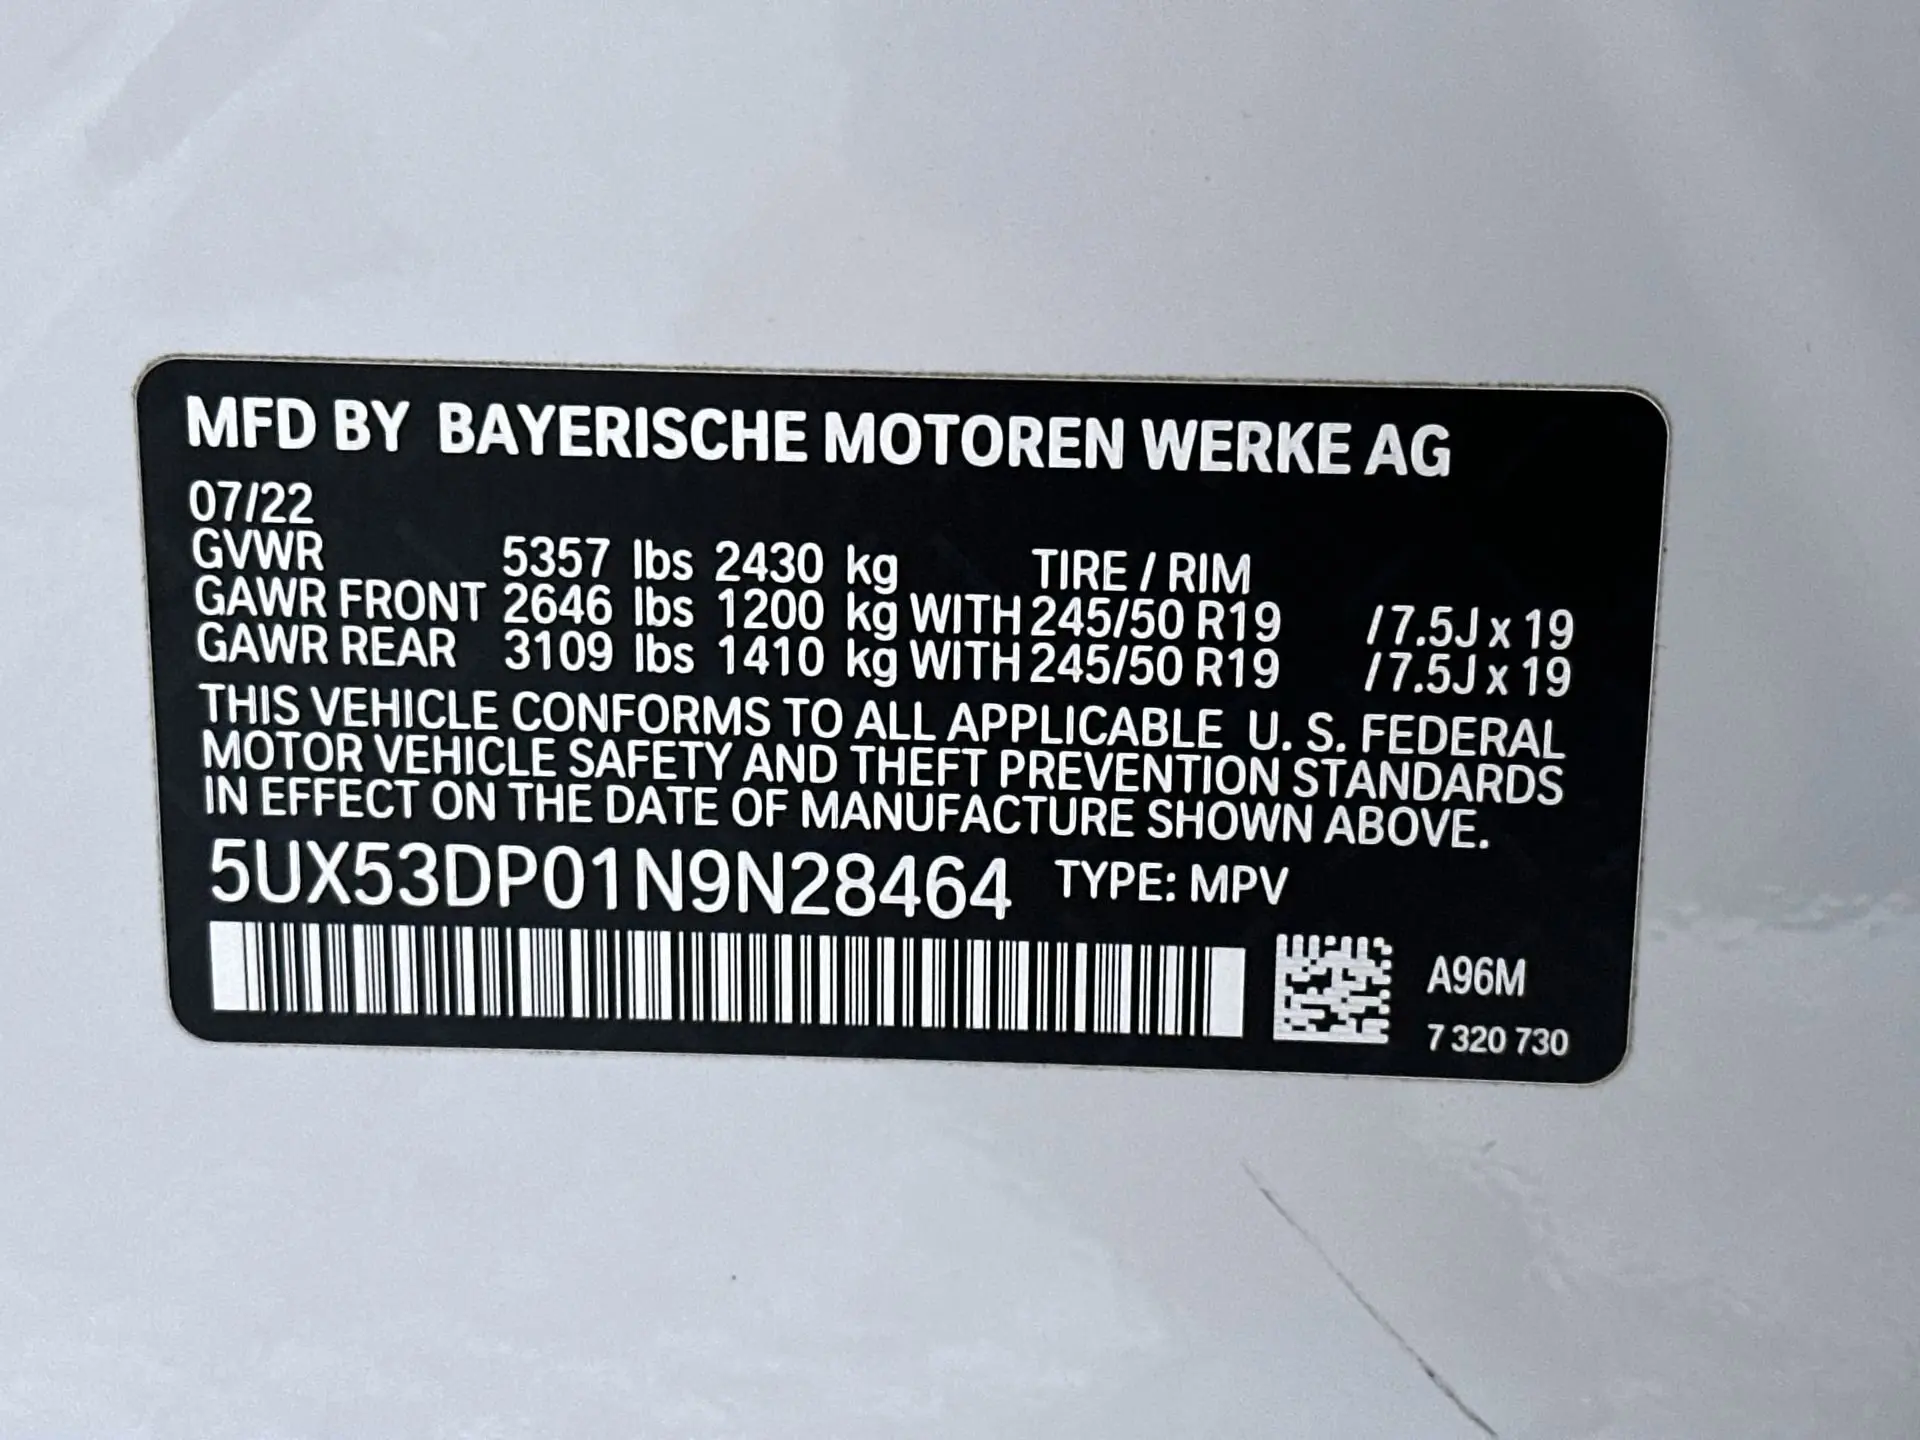 MFD BY BAYERISCHE MOTOREN WERKE AG
07/22
GVWR 5357 lbs 2430 kg TIRE / RIM
GAWR FRONT 2646 lbs 1200 kg WITH 245/50 R19 / 7.5J x 19
GAWR REAR 3109 lbs 1410 kg WITH 245/50 R19 / 7.5J x 19
THIS VEHICLE CONFORMS TO ALL APPLICABLE U. S. FEDERAL
MOTOR VEHICLE SAFETY AND THEFT PREVENTION STANDARDS
IN EFFECT ON THE DATE OF MANUFACTURE SHOWN ABOVE.
5UX53DP01N9N28464 TYPE: MPV
A96M
7 320 730